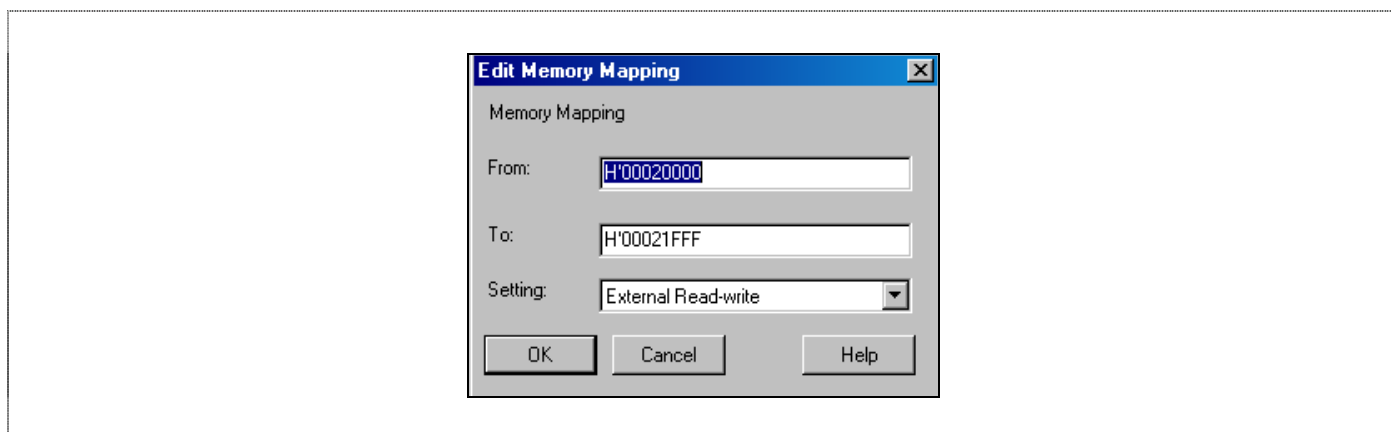 Edit Memory Mapping
Memory Mapping
From: H'00020000
To: H'00021FFF
Setting: External Read-write
OK Cancel Help